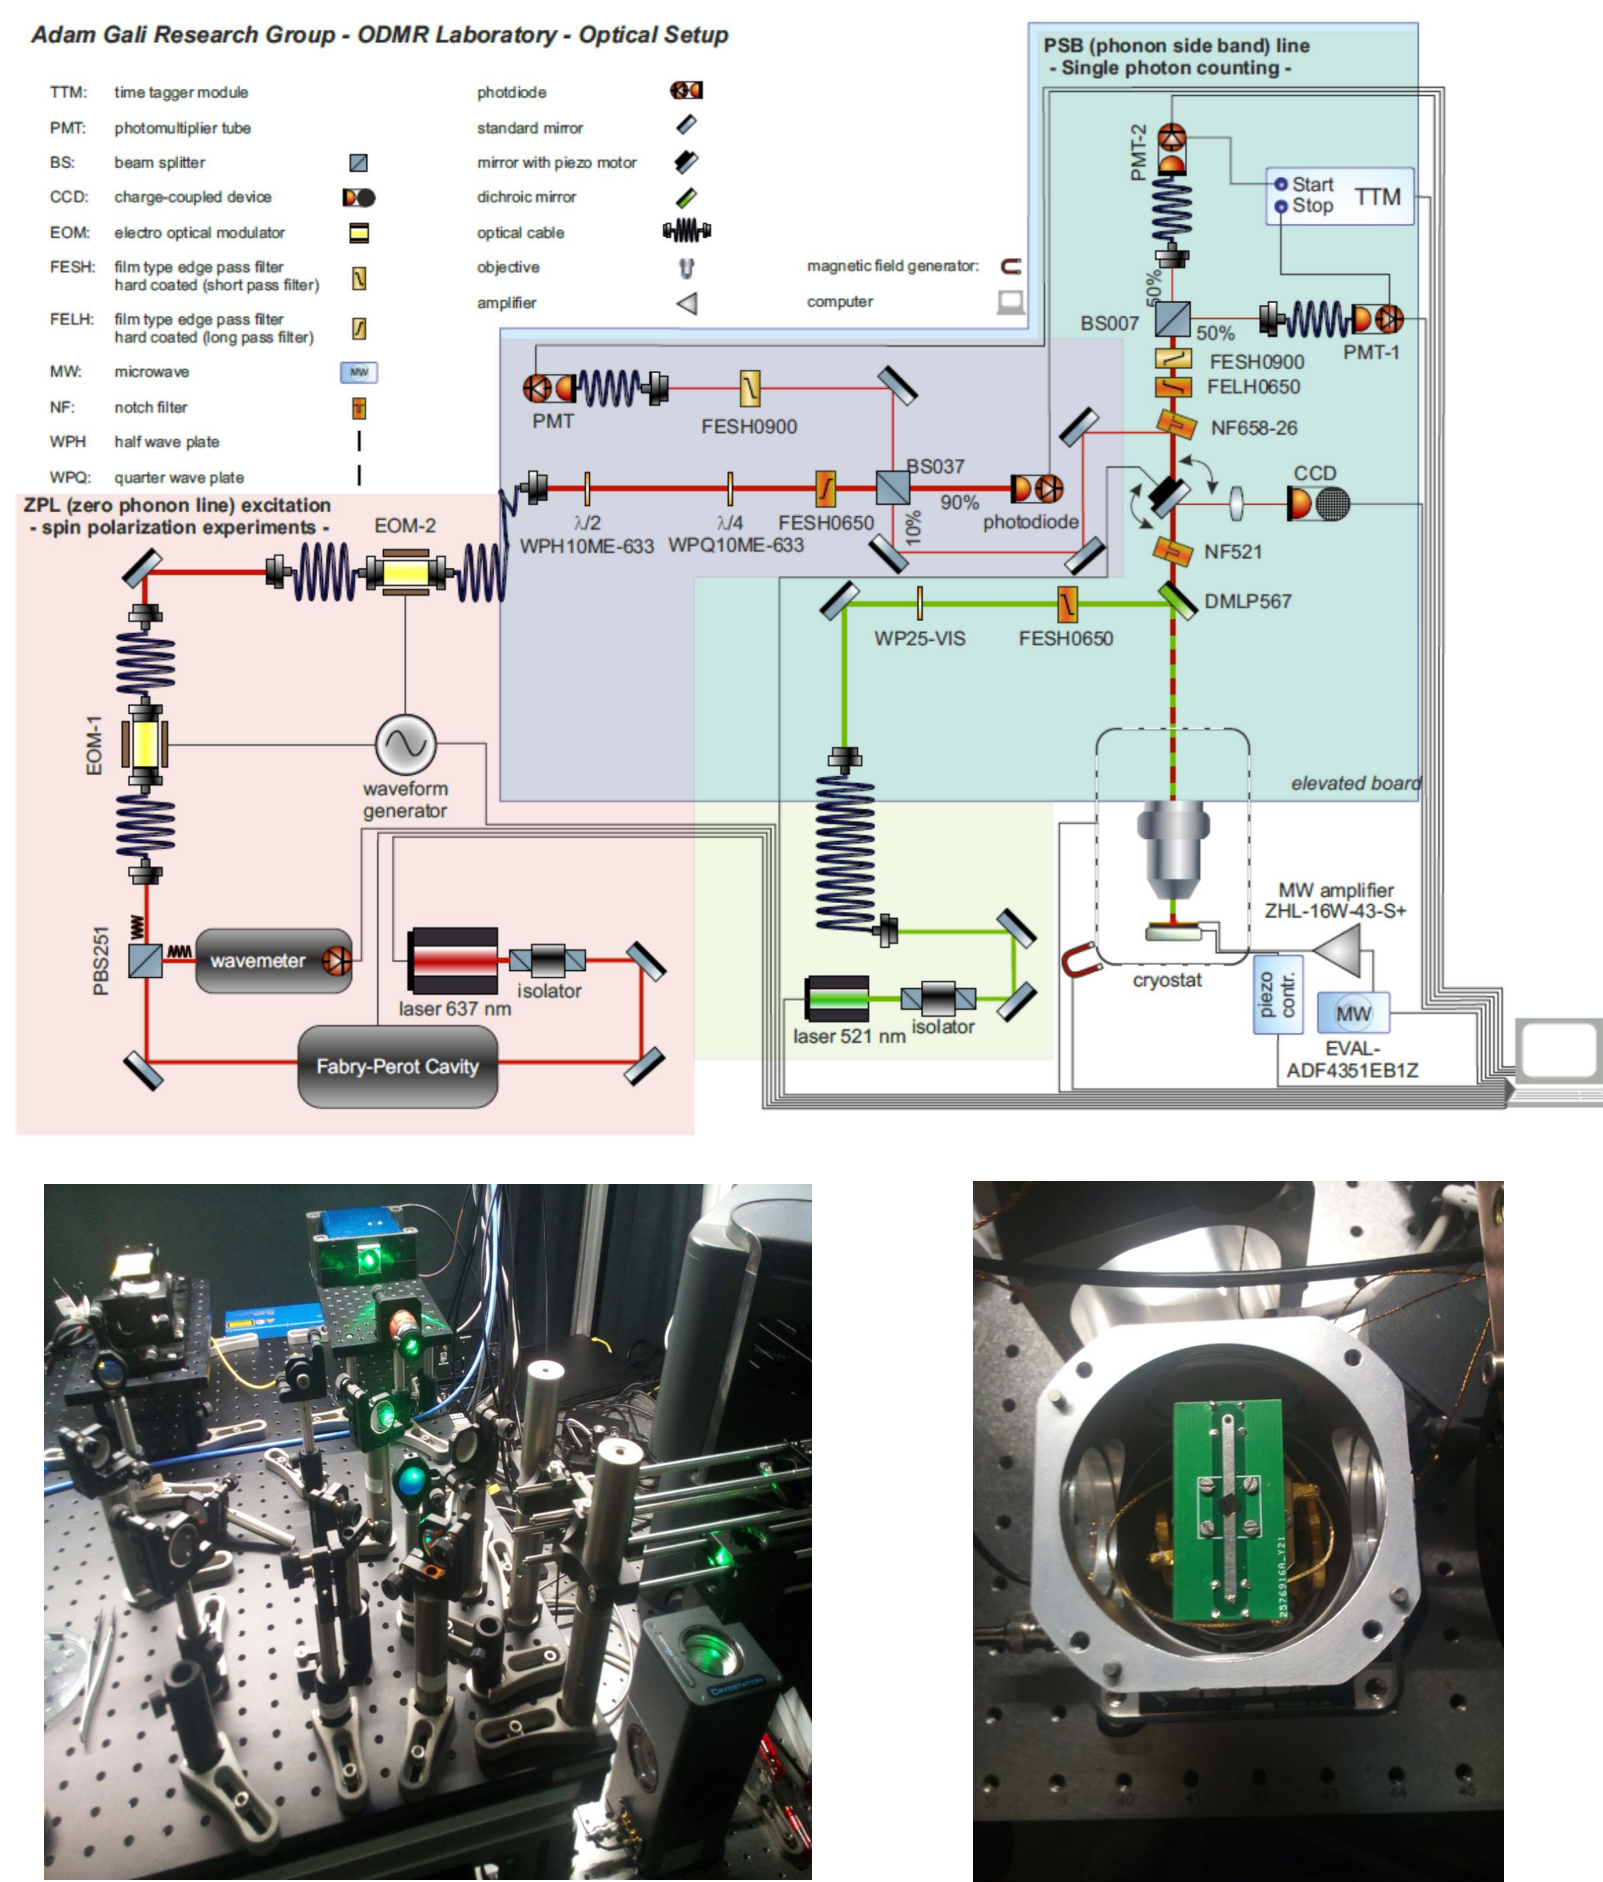 Adam Gali Research Group - ODMR Laboratory - Optical Setup
TTM: time tagger module
PMT: photomultiplier tube
BS: beam splitter
CCD: charge-coupled device
EOM: electro optical modulator
FESH: film type edge pass filter
hard coated (short pass filter)
FELH: film type edge pass filter
hard coated (long pass filter)
MW: microwave
MW
NF: notch filter
WPH half wave plate
WPQ: quarter wave plate
photdiode
standard mirror
mirror with piezo motor
dichroic mirror
optical cable
objective
amplifier
magnetic field generator:
computer
PSB (phonon side band) line
- Single photon counting -
PMT-2
Start
Stop
TTM
50%
BS007
50%
PMT-1
FESH0900
FELH0650
NF658-26
CCD
NF521
DMLP567
PMT
FESH0900
BS037
90%
10%
photodiode
λ/2
WPH10ME-633
λ/4
WPQ10ME-633
FESH0650
WP25-VIS
FESH0650
elevated board
ZPL (zero phonon line) excitation
- spin polarization experiments -
EOM-2
EOM-1
waveform
generator
PBS251
wavemeter
laser 637 nm
isolator
Fabry-Perot Cavity
laser 521 nm
isolator
cryostat
MW amplifier
ZHL-16W-43-S+
piezo
contr.
MW
EVAL-
ADF4351EB1Z
CRYOSTATION
2576916A_Y21